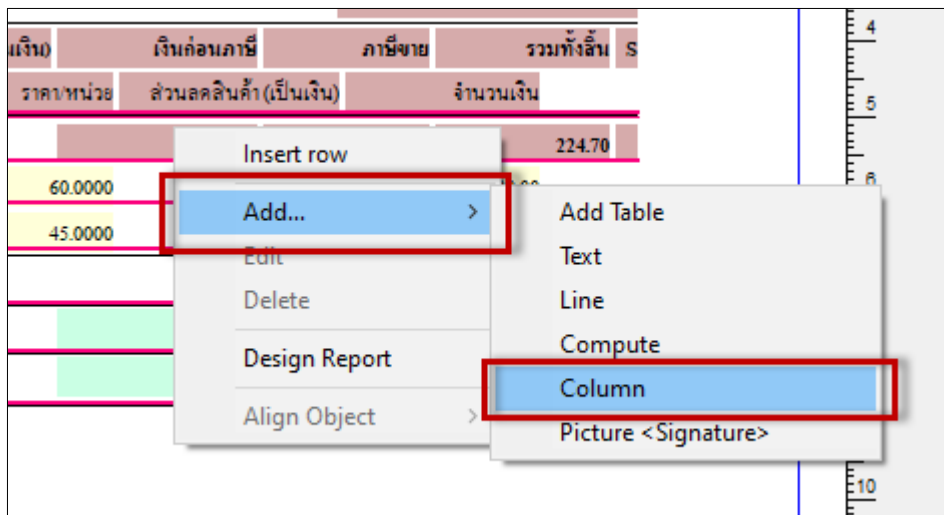 เงินก่อนภาษี ภาษีขาย รวมทั้งสิ้น S
ราคา/หน่วย ส่วนลดสินค้า(เป็นเงิน) จำนวนเงิน
224.70
60.0000
45.0000
Insert row
Add... >
Edit
Delete
Design Report
Align Object >
Add Table
Text
Line
Compute
Column
Picture <Signature>
4
5
6
10